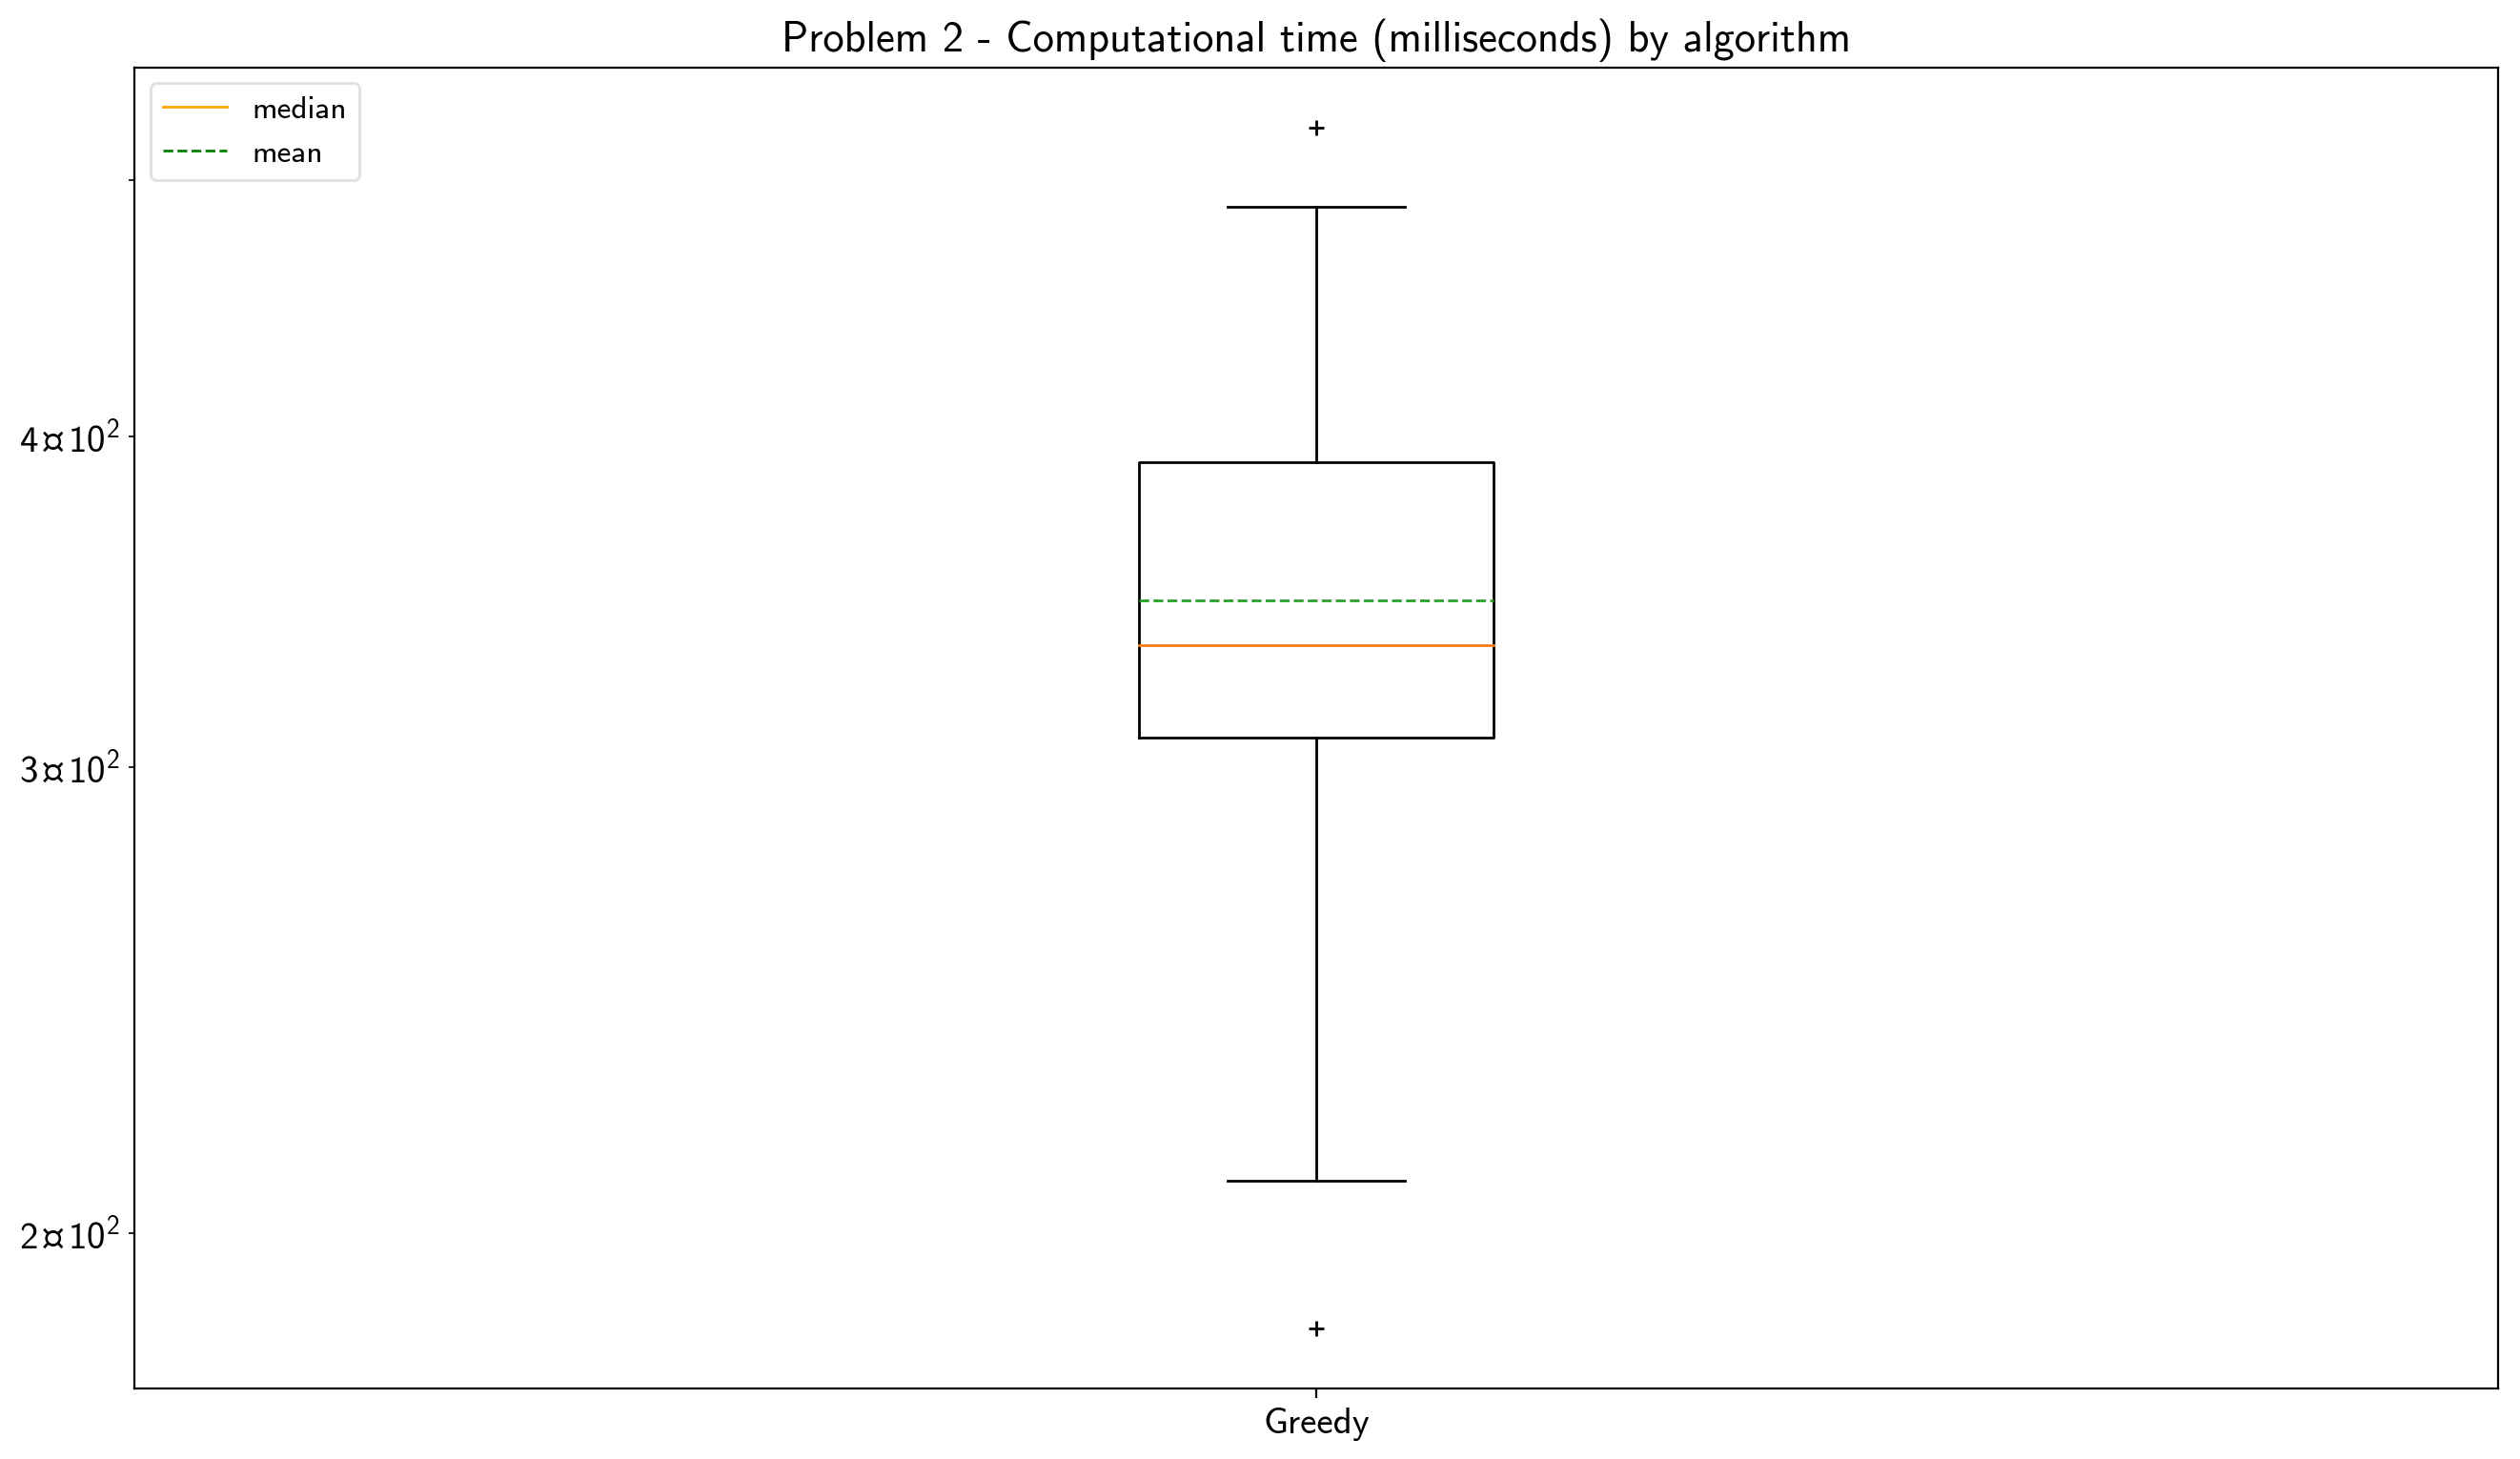 Problem 2 - Computational time (milliseconds) by algorithm
median
mean
4¤10²
3¤10²
2¤10²
Greedy